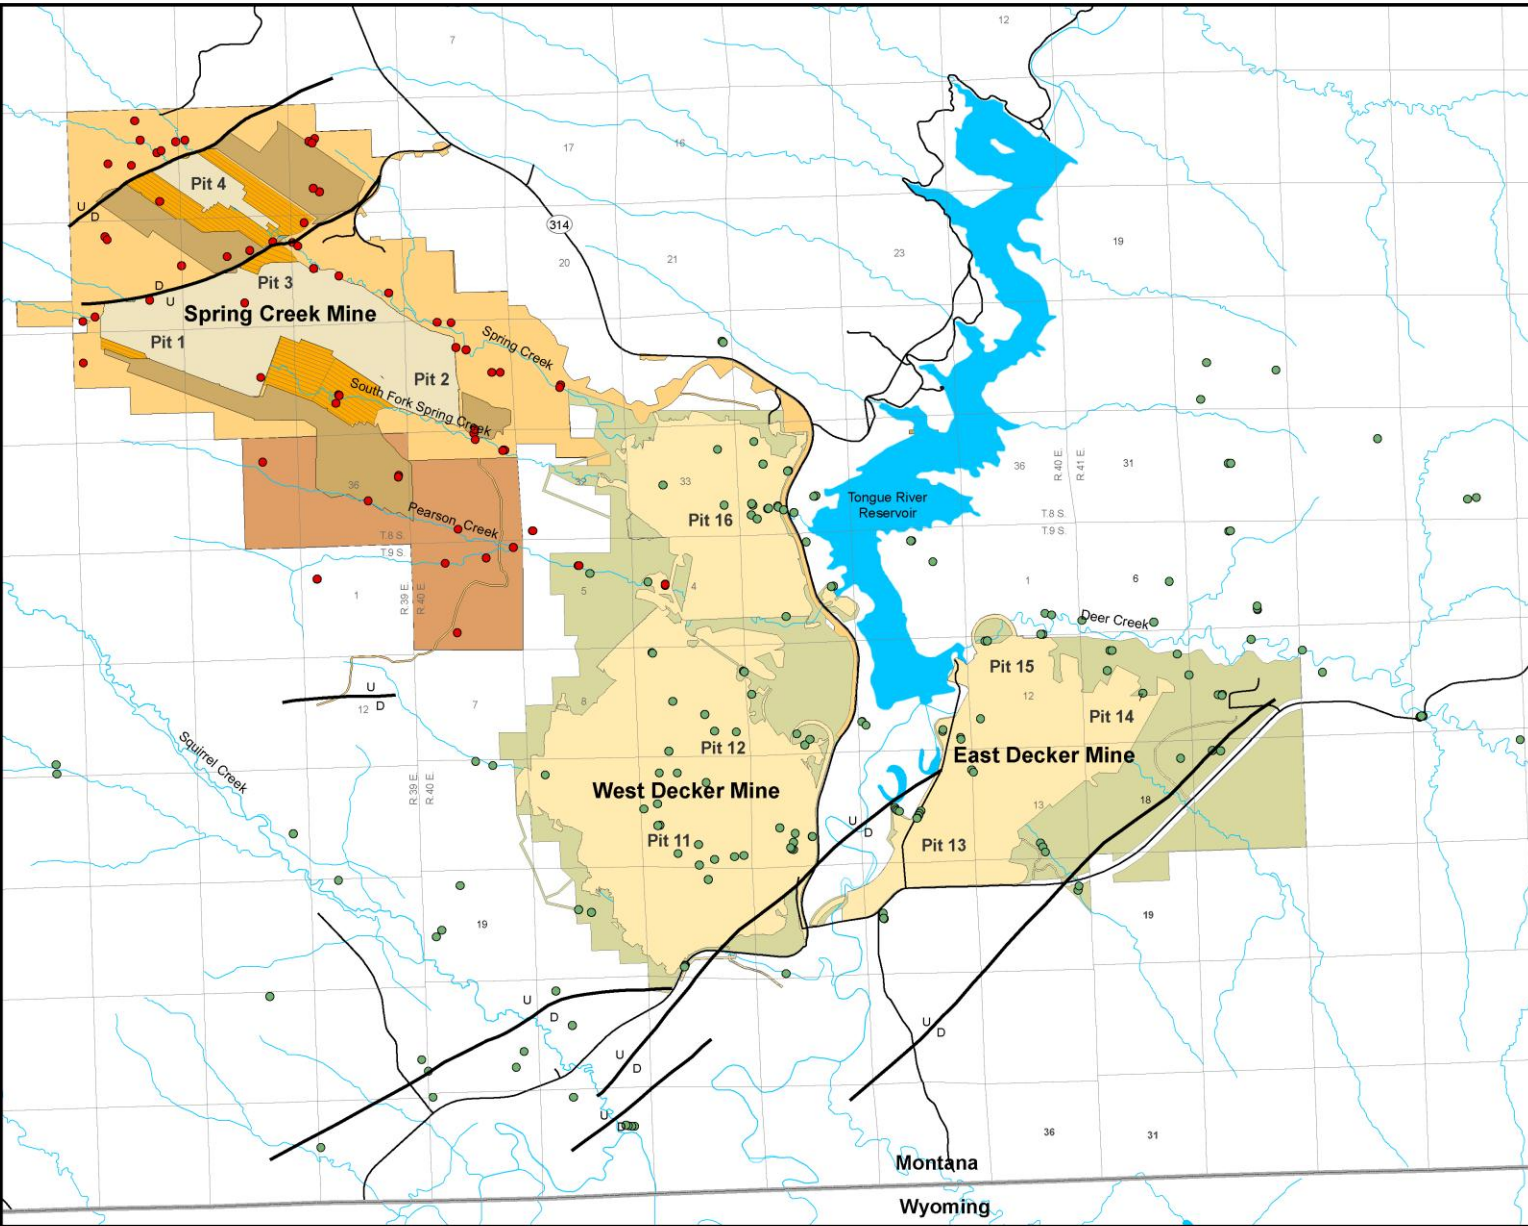 12
7
17
16
Pit 4
U
D
314
23
19
20
21
Pit 3
D
U
Spring Creek Mine
Pit 1
Spring Creek
Pit 2
South Fork Spring Creek
36
32
33
36
R.40 E.
R.41 E.
31
Tongue River
Reservoir
Pearson Creek
Pit 16
T.8 S.
T.9 S.
T.8 S.
T.9 S.
1
R.39 E.
R.40 E.
5
4
1
6
Deer Creek
Pit 15
U
D
12
7
8
12
Pit 14
Squirrel Creek
Pit 12
East Decker Mine
R.39 E.
R.40 E.
West Decker Mine
13
18
U
D
Pit 11
Pit 13
19
19
U
D
U
D
U
D
U
D
36
31
Montana
Wyoming